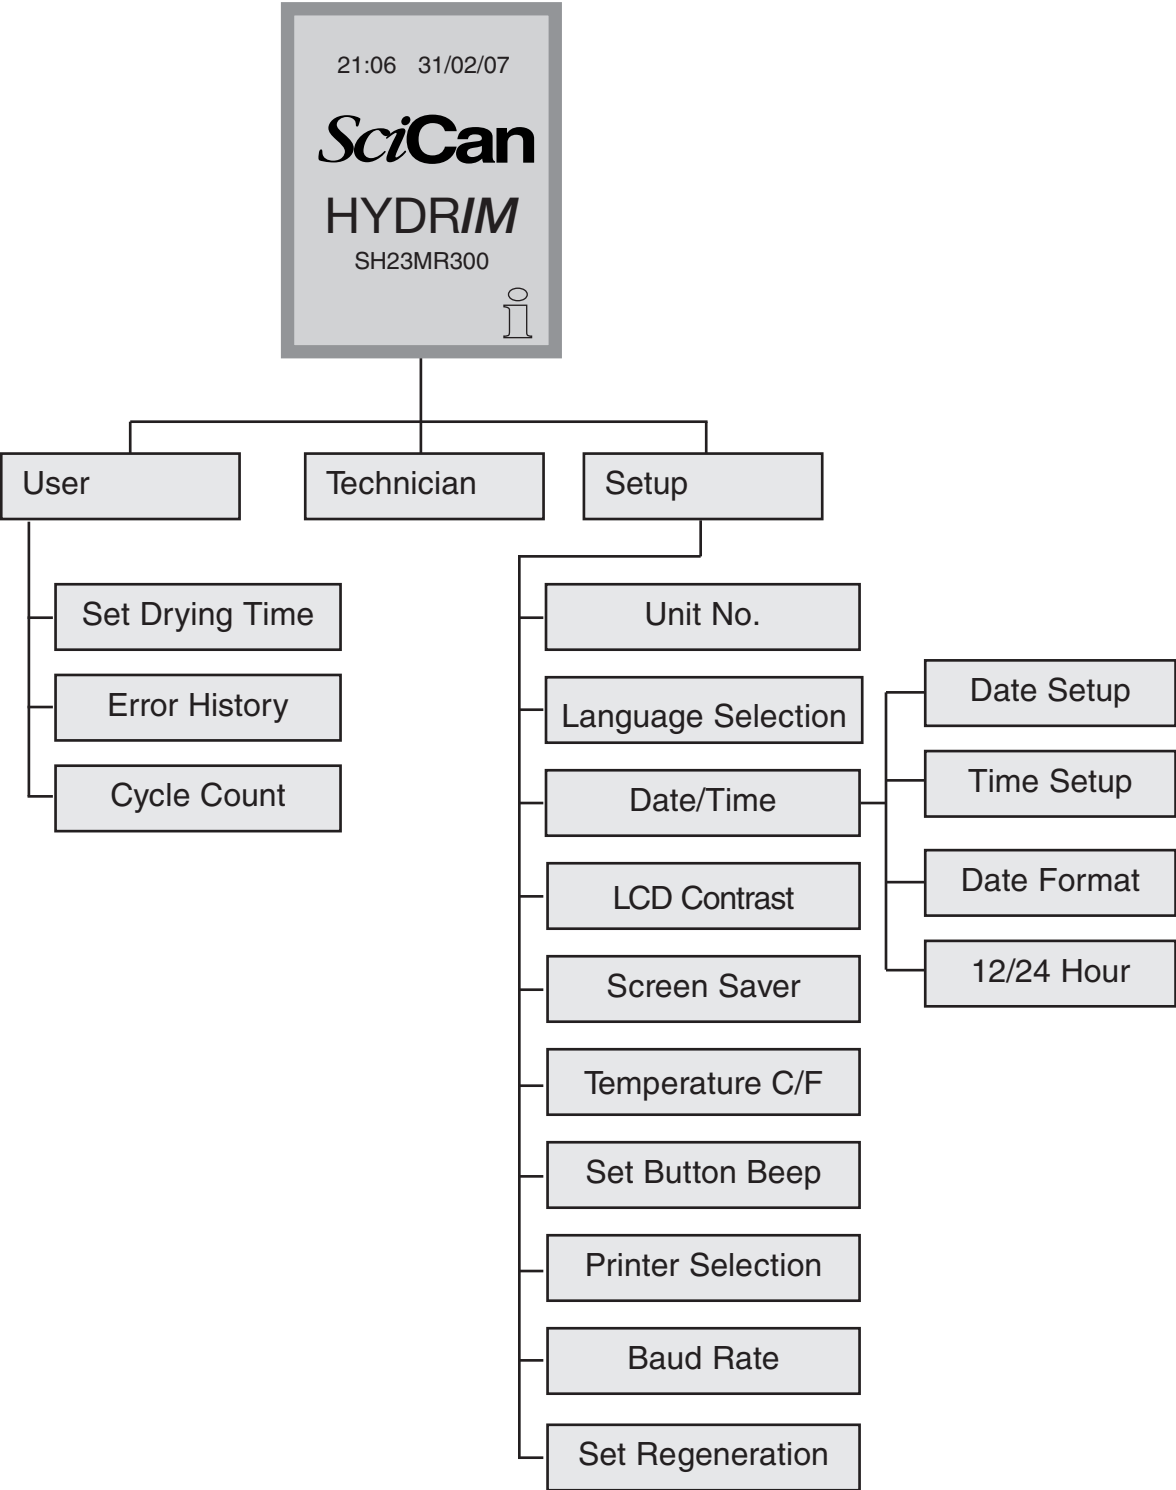 21:06 31/02/07
SciCan
HYDRIM
SH23MR300
i
User
Technician
Setup
Set Drying Time
Error History
Cycle Count
Unit No.
Language Selection
Date/Time
LCD Contrast
Screen Saver
Temperature C/F
Set Button Beep
Printer Selection
Baud Rate
Set Regeneration
Date Setup
Time Setup
Date Format
12/24 Hour